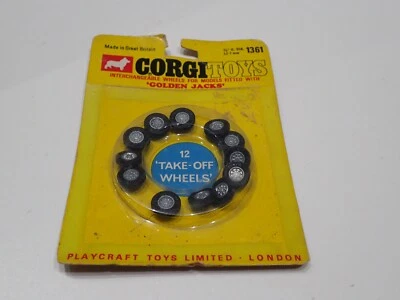 Made in Great Britain
1361
CORGI TOYS
INTERCHANGEABLE WHEELS FOR MODELS FITTED WITH
'GOLDEN JACKS'
12
'TAKE-OFF
WHEELS'
PLAYCRAFT TOYS LIMITED · LONDON